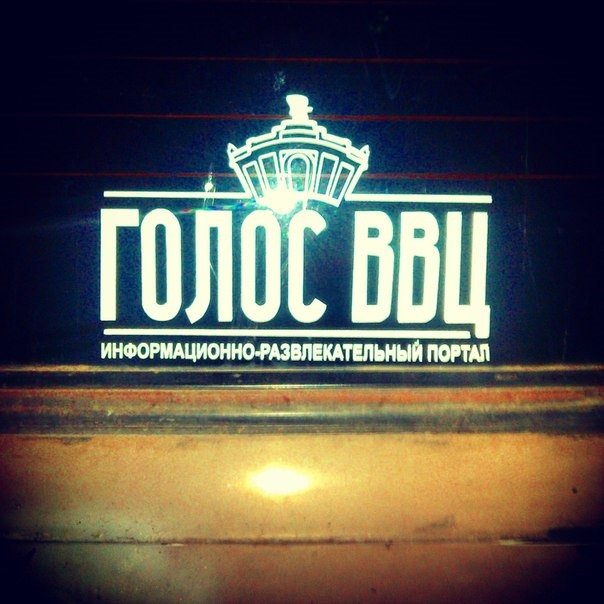 ГОЛОС ВВЦ
ИНФОРМАЦИОННО-РАЗВЛЕКАТЕЛЬНЫЙ ПОРТАЛ